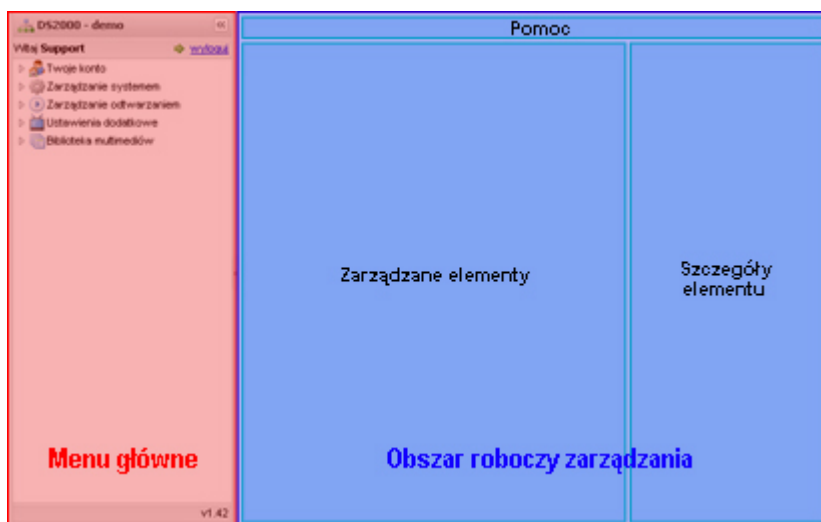 DS2000 - demo
Witaj Support wyloguj
Twoje konto
Zarządzanie systemem
Zarządzanie odtwarzaniem
Ustawienia dodatkowe
Biblioteka multimediów
Menu główne
v1.42
Pomoc
Zarządzane elementy
Szczegóły
elementu
Obszar roboczy zarządzania